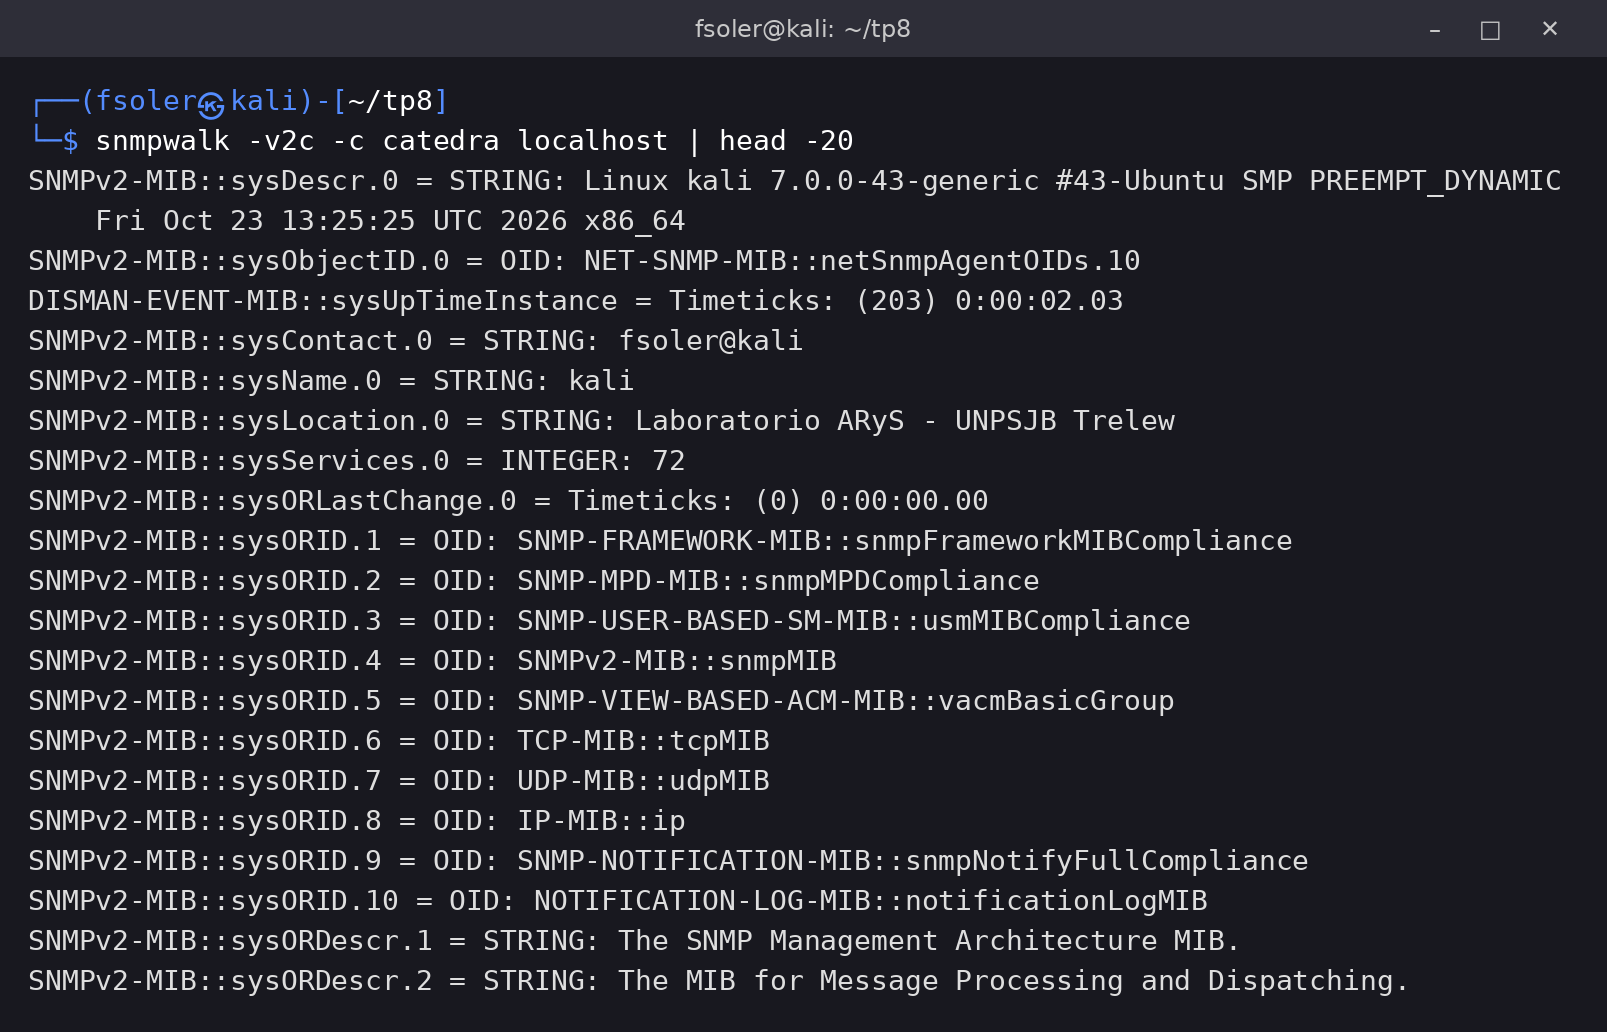 fsoler@kali: ~/tp8
┌──(fsoler㉿kali)-[~/tp8]
└─$ snmpwalk -v2c -c catedra localhost | head -20
SNMPv2-MIB::sysDescr.0 = STRING: Linux kali 7.0.0-43-generic #43-Ubuntu SMP PREEMPT_DYNAMIC
Fri Oct 23 13:25:25 UTC 2026 x86_64
SNMPv2-MIB::sysObjectID.0 = OID: NET-SNMP-MIB::netSnmpAgentOIDs.10
DISMAN-EVENT-MIB::sysUpTimeInstance = Timeticks: (203) 0:00:02.03
SNMPv2-MIB::sysContact.0 = STRING: fsoler@kali
SNMPv2-MIB::sysName.0 = STRING: kali
SNMPv2-MIB::sysLocation.0 = STRING: Laboratorio ARyS - UNPSJB Trelew
SNMPv2-MIB::sysServices.0 = INTEGER: 72
SNMPv2-MIB::sysORLastChange.0 = Timeticks: (0) 0:00:00.00
SNMPv2-MIB::sysORID.1 = OID: SNMP-FRAMEWORK-MIB::snmpFrameworkMIBCompliance
SNMPv2-MIB::sysORID.2 = OID: SNMP-MPD-MIB::snmpMPDCompliance
SNMPv2-MIB::sysORID.3 = OID: SNMP-USER-BASED-SM-MIB::usmMIBCompliance
SNMPv2-MIB::sysORID.4 = OID: SNMPv2-MIB::snmpMIB
SNMPv2-MIB::sysORID.5 = OID: SNMP-VIEW-BASED-ACM-MIB::vacmBasicGroup
SNMPv2-MIB::sysORID.6 = OID: TCP-MIB::tcpMIB
SNMPv2-MIB::sysORID.7 = OID: UDP-MIB::udpMIB
SNMPv2-MIB::sysORID.8 = OID: IP-MIB::ip
SNMPv2-MIB::sysORID.9 = OID: SNMP-NOTIFICATION-MIB::snmpNotifyFullCompliance
SNMPv2-MIB::sysORID.10 = OID: NOTIFICATION-LOG-MIB::notificationLogMIB
SNMPv2-MIB::sysORDescr.1 = STRING: The SNMP Management Architecture MIB.
SNMPv2-MIB::sysORDescr.2 = STRING: The MIB for Message Processing and Dispatching.